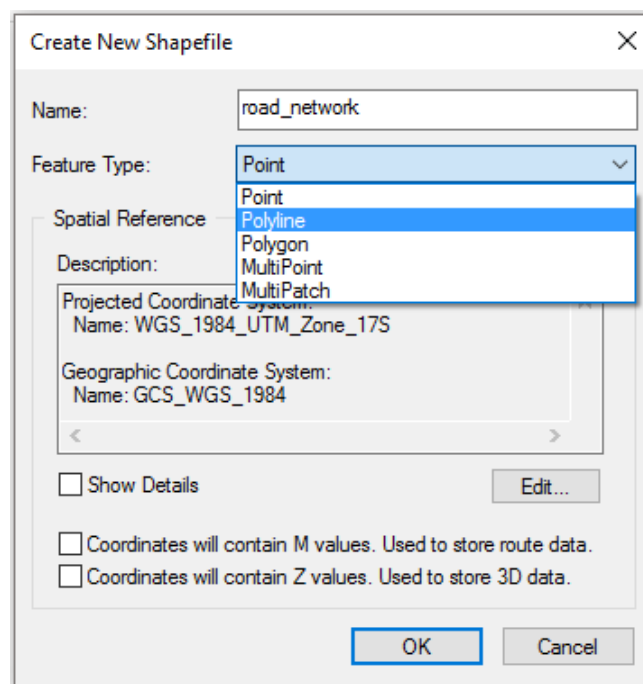 Create New Shapefile
Name: road_network
Feature Type: Point
Point
Polyline
Polygon
MultiPoint
MultiPatch
Spatial Reference
Description:
Projected Coordinate System:
Name: WGS_1984_UTM_Zone_17S
Geographic Coordinate System:
Name: GCS_WGS_1984
Show Details
Edit...
Coordinates will contain M values. Used to store route data.
Coordinates will contain Z values. Used to store 3D data.
OK
Cancel